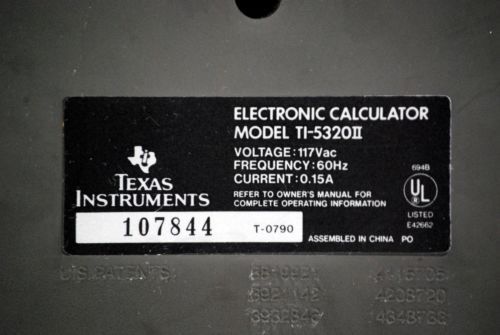 ELECTRONIC CALCULATOR
MODEL TI-5320II
VOLTAGE: 117Vac
FREQUENCY: 60Hz
CURRENT: 0.15A
REFER TO OWNER'S MANUAL FOR
COMPLETE OPERATING INFORMATION
TEXAS
INSTRUMENTS
107844 T-0790
694B
UL
LISTED
E42662
ASSEMBLED IN CHINA PO
U.S. PATENTS